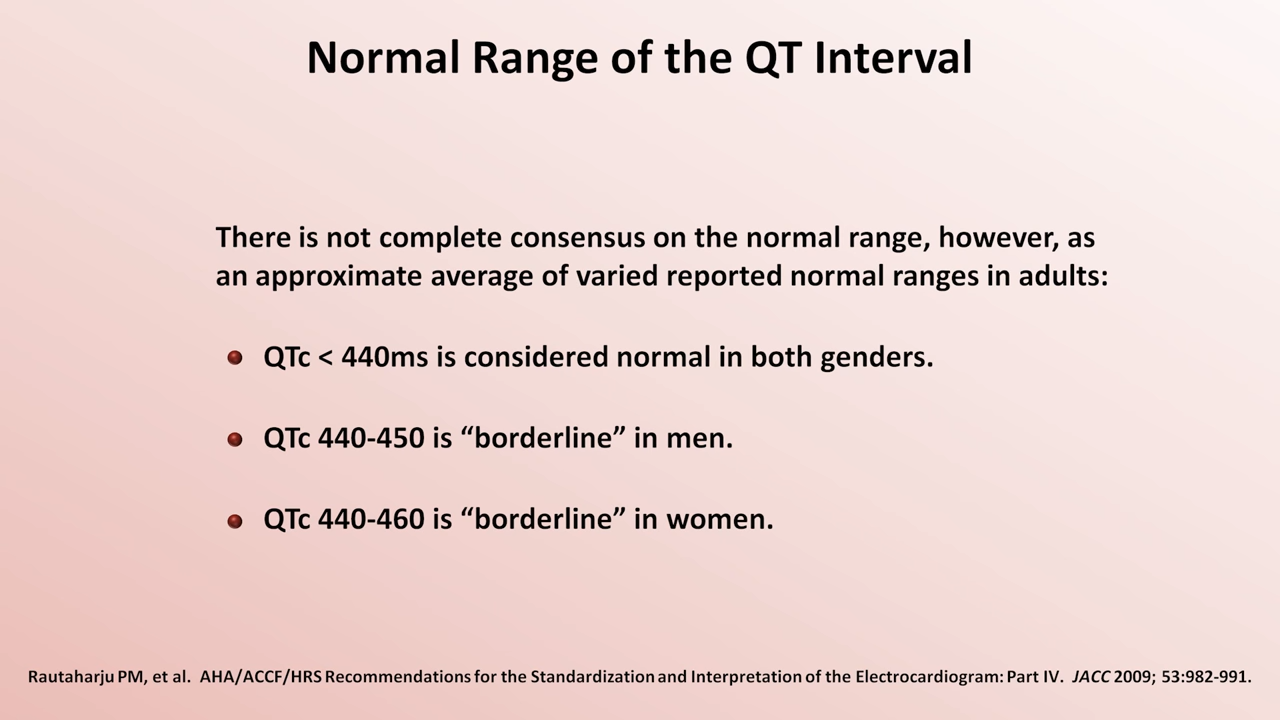 Normal Range of the QT Interval
There is not complete consensus on the normal range, however, as
an approximate average of varied reported normal ranges in adults:
QTc < 440ms is considered normal in both genders.
QTc 440-450 is “borderline” in men.
QTc 440-460 is “borderline” in women.
Rautaharju PM, et al. AHA/ACCF/HRS Recommendations for the Standardization and Interpretation of the Electrocardiogram: Part IV. JACC 2009; 53:982-991.